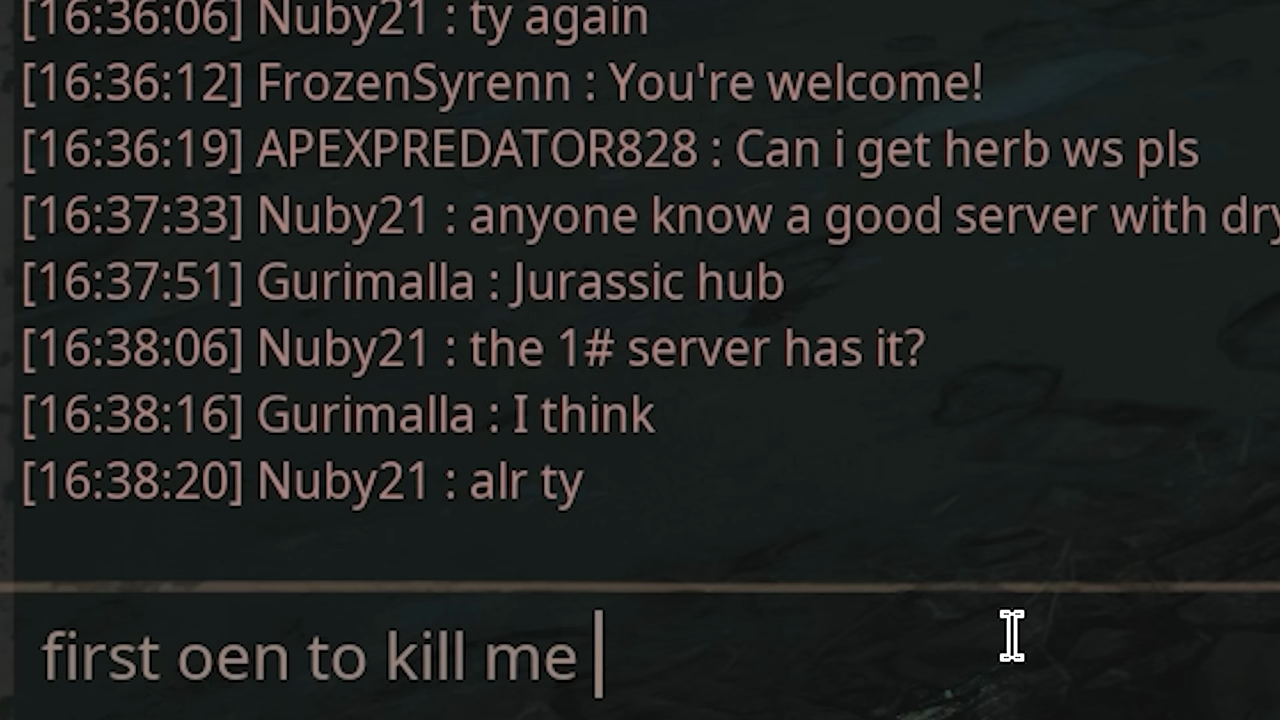 [16:36:06] Nuby21 : ty again
[16:36:12] FrozenSyrenn : You're welcome!
[16:36:19] APEXPREDATOR828 : Can i get herb ws pls
[16:37:33] Nuby21 : anyone know a good server with dry
[16:37:51] Gurimalla : Jurassic hub
[16:38:06] Nuby21 : the 1# server has it?
[16:38:16] Gurimalla : I think
[16:38:20] Nuby21 : alr ty
first oen to kill me